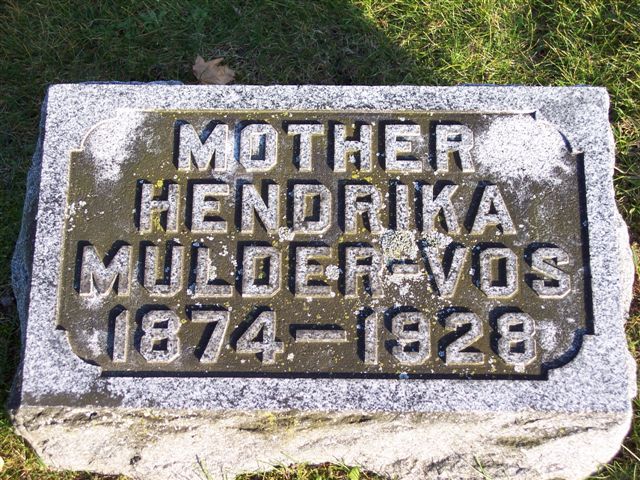 MOTHER
HENDRIKA
MULDER-VOS
1874-1928